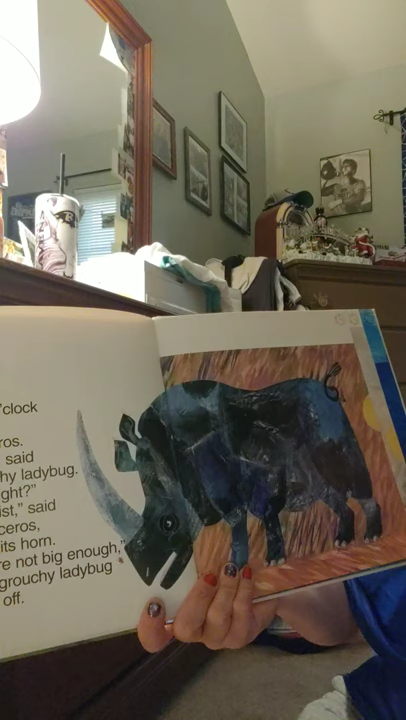 'clock
ros.
said
hy ladybug.
ght?"
ist," said
ceros,
its horn.
re not big enough,"
grouchy ladybug
off.